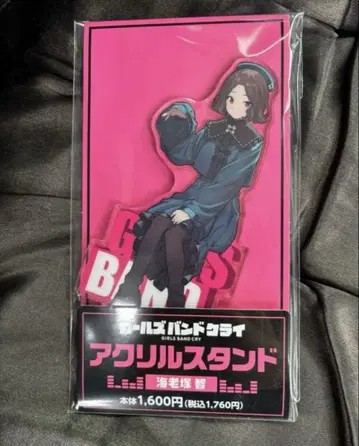 GIRLS
BAND
ガールズバンドクライ
GIRLS BAND CRY
アクリルスタンド
海老塚 智
本体1,600円(税込1,760円)